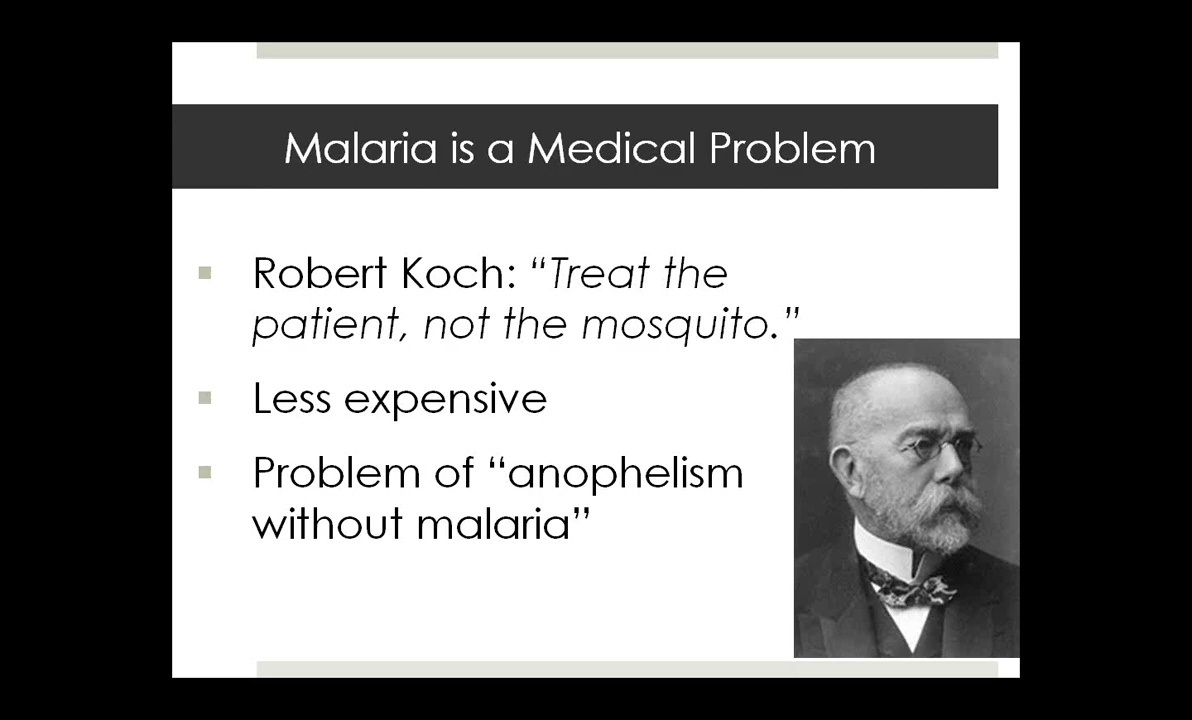 Malaria is a Medical Problem
Robert Koch: “Treat the
patient, not the mosquito.”
Less expensive
Problem of “anophelism
without malaria”